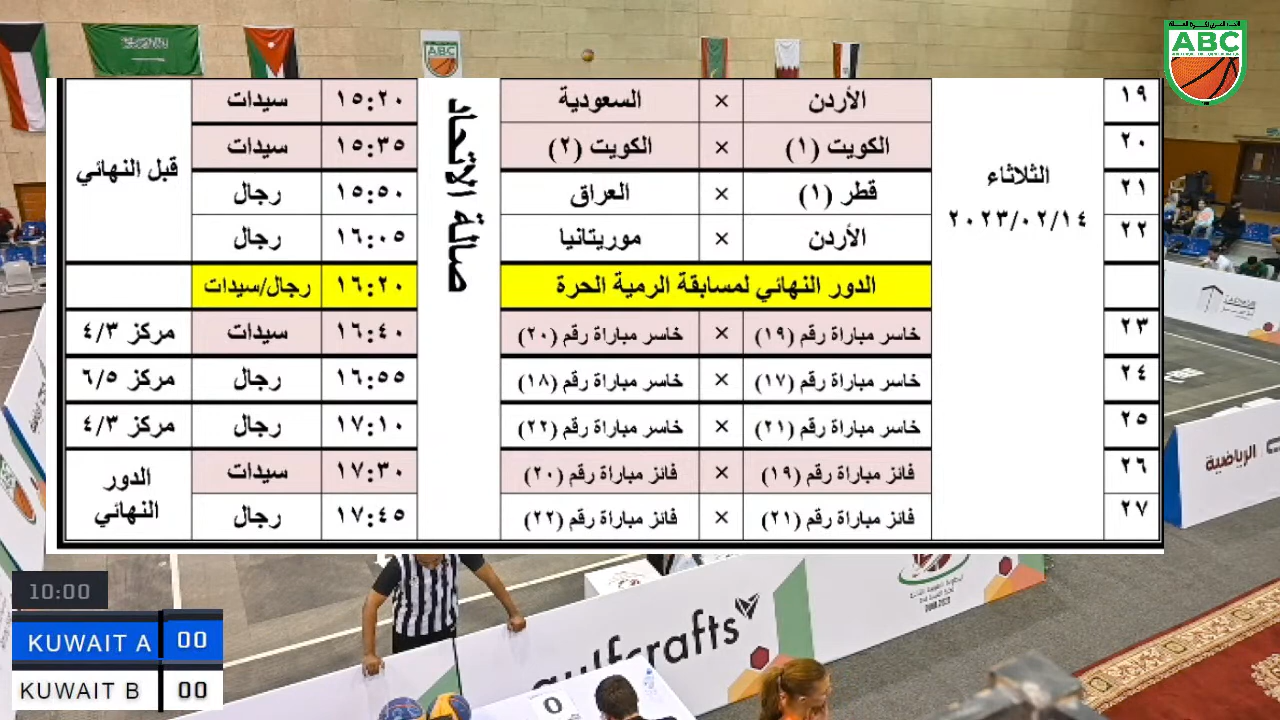 ABC
ABC
١٩ الأردن × السعودية ١٥:٢٠ سيدات
٢٠ الكويت (١) × الكويت (٢) ١٥:٣٥ سيدات
قبل النهائي
٢١ قطر (١) × العراق ١٥:٥٠ رجال
٢٢ الأردن × موريتانيا ١٦:٠٥ رجال
الثلاثاء
٢٠٢٣/٠٢/١٤
صالة الاتحاد
الدور النهائي لمسابقة الرمية الحرة ١٦:٢٠ رجال/سيدات
٢٣ خاسر مباراة رقم (١٩) × خاسر مباراة رقم (٢٠) ١٦:٤٠ سيدات مركز ٤/٣
٢٤ خاسر مباراة رقم (١٧) × خاسر مباراة رقم (١٨) ١٦:٥٥ رجال مركز ٦/٥
٢٥ خاسر مباراة رقم (٢١) × خاسر مباراة رقم (٢٢) ١٧:١٠ رجال مركز ٤/٣
٢٦ فائز مباراة رقم (١٩) × فائز مباراة رقم (٢٠) ١٧:٣٠ سيدات
٢٧ فائز مباراة رقم (٢١) × فائز مباراة رقم (٢٢) ١٧:٤٥ رجال
الدور
النهائي
الرياضية
10:00
KUWAIT A 00
KUWAIT B 00
gulfcrafts
0